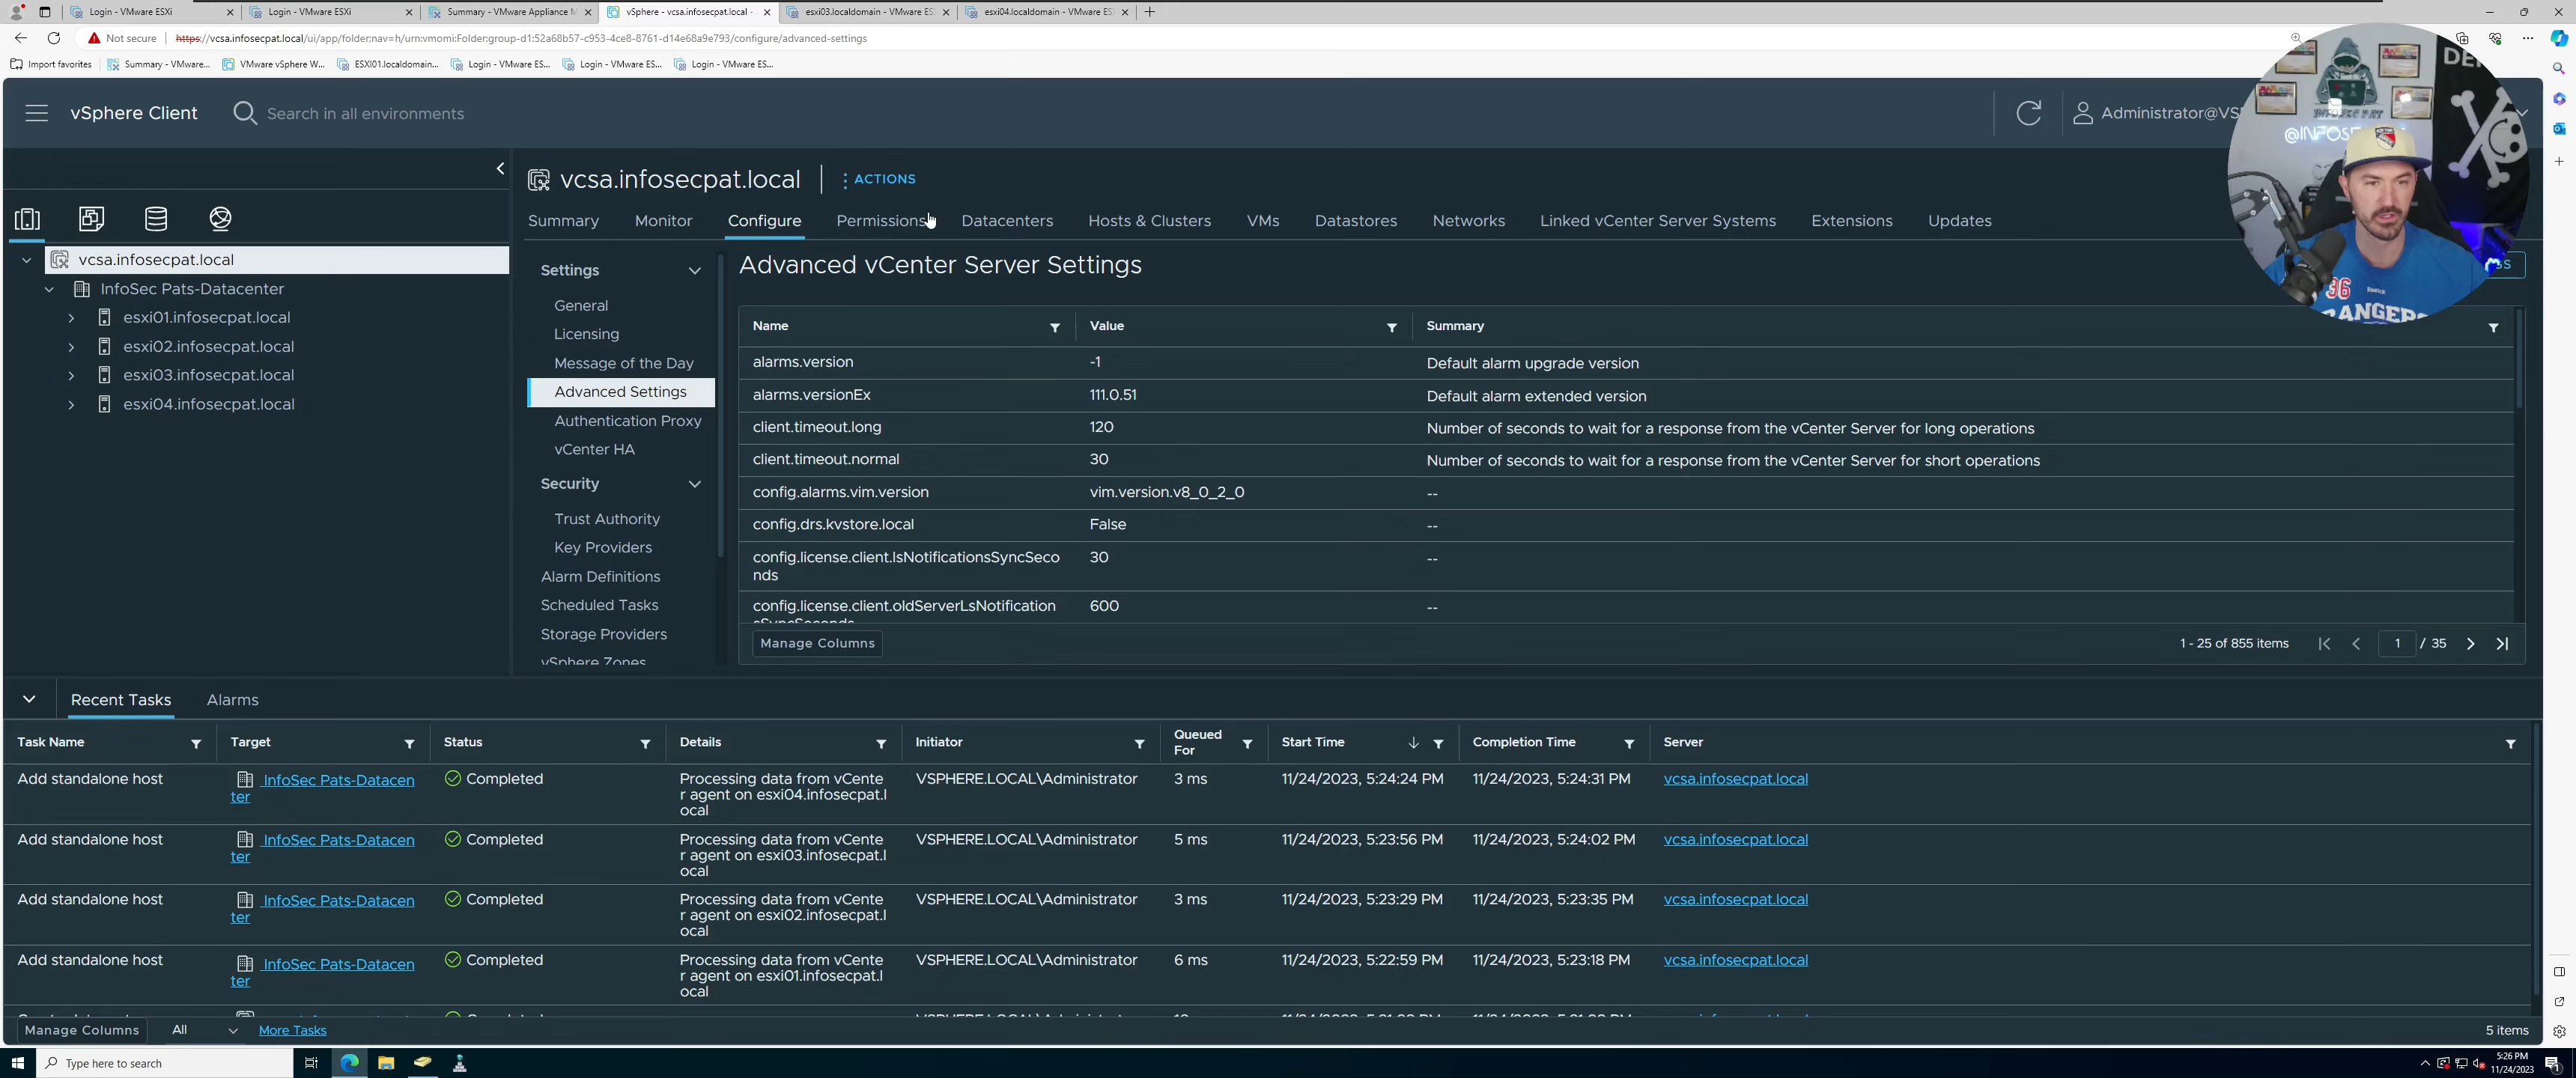 Login - VMware ESXi
Login - VMware ESXi
Summary - VMware Appliance M
vSphere - vcsa.infosecpat.local -
esxi03.localdomain - VMware ES
esxi04.localdomain - VMware ES
Not secure
https://vcsa.infosecpat.local/ui/app/folder;nav=h/urn:vmomi:Folder:group-d1:52a68b57-c953-4ce8-8761-d14e68a9e793/configure/advanced-settings
Import favorites
Summary - VMware...
VMware vSphere W...
ESXI01.localdomain...
Login - VMware ES...
Login - VMware ES...
Login - VMware ES...
vSphere Client
Search in all environments
Administrator@VS
INFOSEC PAT
36
Reebok
vcsa.infosecpat.local
ACTIONS
Summary
Monitor
Configure
Permissions
Datacenters
Hosts & Clusters
VMs
Datastores
Networks
Linked vCenter Server Systems
Extensions
Updates
vcsa.infosecpat.local
InfoSec Pats-Datacenter
esxi01.infosecpat.local
esxi02.infosecpat.local
esxi03.infosecpat.local
esxi04.infosecpat.local
Settings
General
Licensing
Message of the Day
Advanced Settings
Authentication Proxy
vCenter HA
Security
Trust Authority
Key Providers
Alarm Definitions
Scheduled Tasks
Storage Providers
vSphere Zones
Advanced vCenter Server Settings
Name Value Summary
alarms.version -1 Default alarm upgrade version
alarms.versionEx 111.0.51 Default alarm extended version
client.timeout.long 120 Number of seconds to wait for a response from the vCenter Server for long operations
client.timeout.normal 30 Number of seconds to wait for a response from the vCenter Server for short operations
config.alarms.vim.version vim.version.v8_0_2_0 --
config.drs.kvstore.local False --
config.license.client.lsNotificationsSyncSeco 30 --
nds
config.license.client.oldServerLsNotification 600 --
sSyncSeconds
Manage Columns
1 - 25 of 855 items
1 / 35
Recent Tasks
Alarms
Task Name Target Status Details Initiator Queued For Start Time Completion Time Server
Add standalone host InfoSec Pats-Datacen Completed Processing data from vCente VSPHERE.LOCAL\Administrator 3 ms 11/24/2023, 5:24:24 PM 11/24/2023, 5:24:31 PM vcsa.infosecpat.local
ter r agent on esxi04.infosecpat.l
ocal
Add standalone host InfoSec Pats-Datacen Completed Processing data from vCente VSPHERE.LOCAL\Administrator 5 ms 11/24/2023, 5:23:56 PM 11/24/2023, 5:24:02 PM vcsa.infosecpat.local
ter r agent on esxi03.infosecpat.l
ocal
Add standalone host InfoSec Pats-Datacen Completed Processing data from vCente VSPHERE.LOCAL\Administrator 3 ms 11/24/2023, 5:23:29 PM 11/24/2023, 5:23:35 PM vcsa.infosecpat.local
ter r agent on esxi02.infosecpat.l
ocal
Add standalone host InfoSec Pats-Datacen Completed Processing data from vCente VSPHERE.LOCAL\Administrator 6 ms 11/24/2023, 5:22:59 PM 11/24/2023, 5:23:18 PM vcsa.infosecpat.local
ter r agent on esxi01.infosecpat.l
ocal
Manage Columns
All
More Tasks
5 items
Type here to search
5:26 PM
11/24/2023